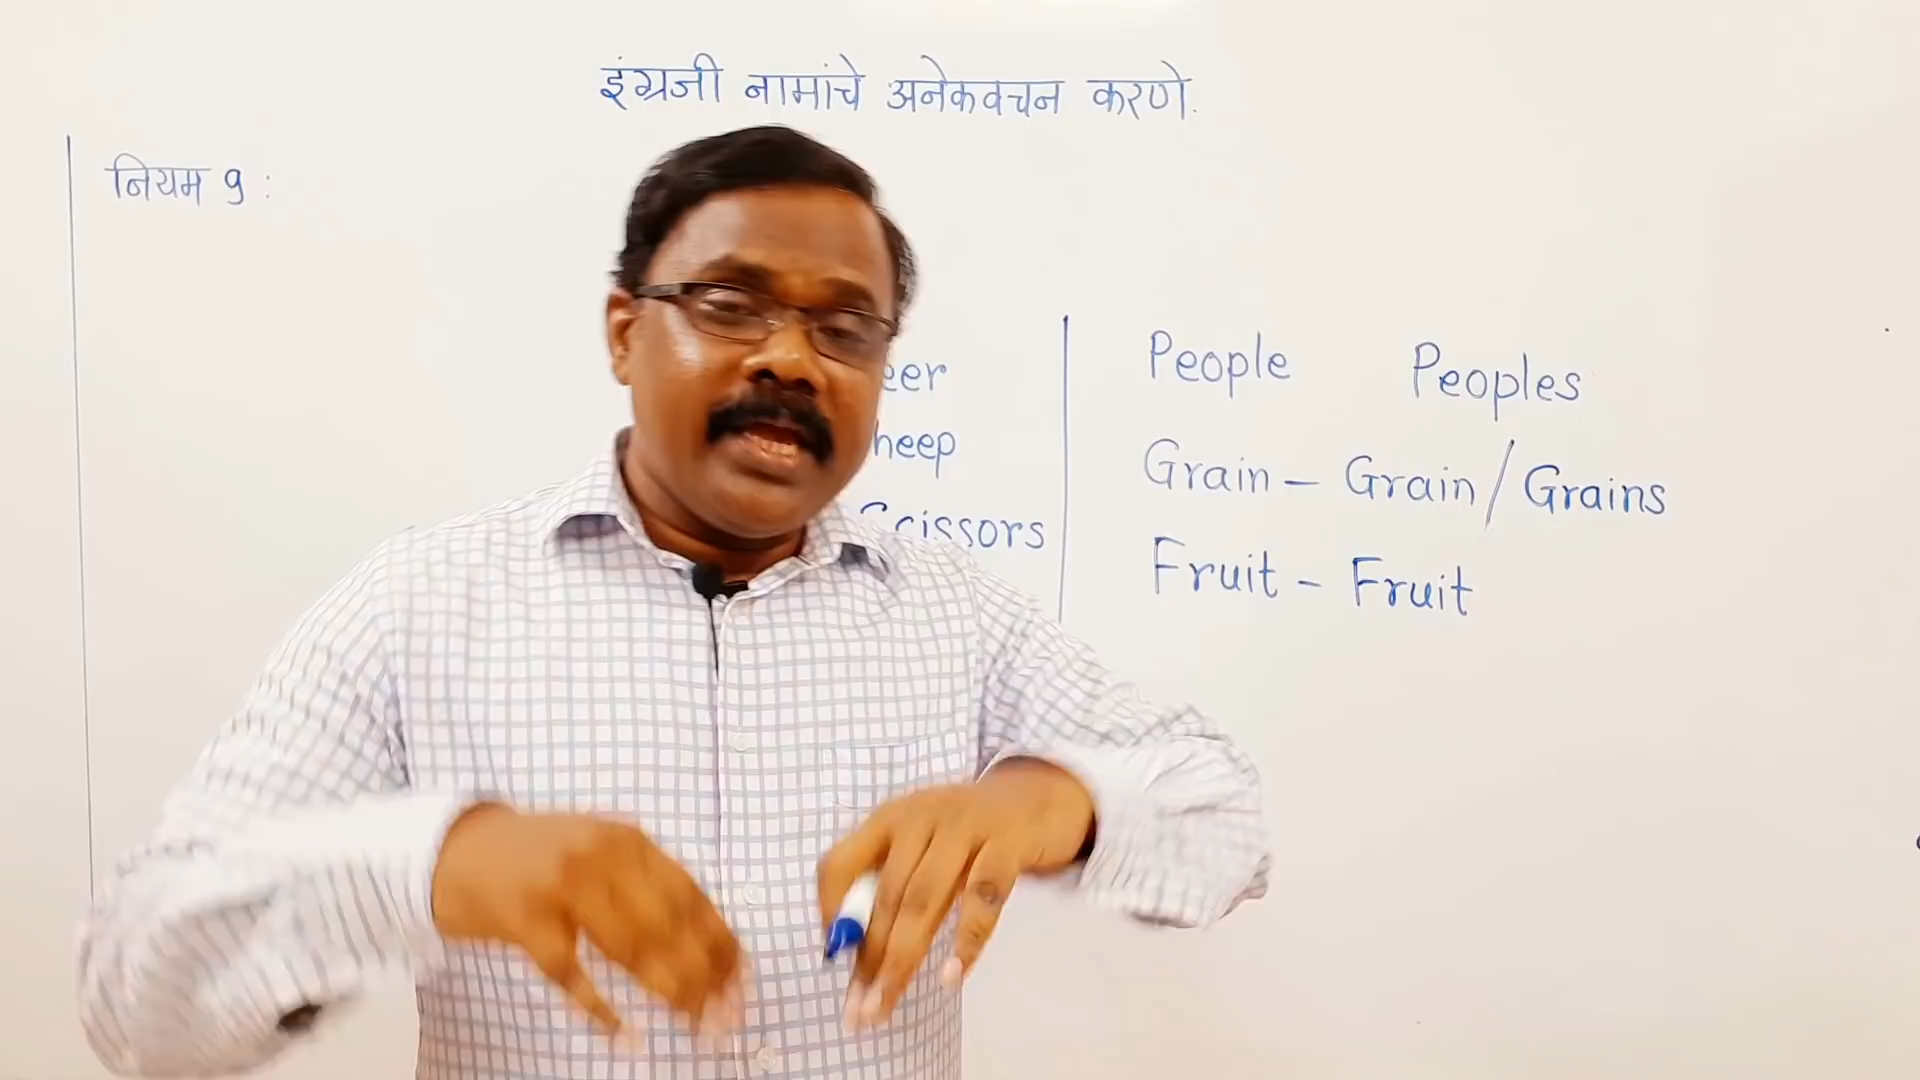 इंग्रजी नामांचे अनेकवचन करणे.
नियम 9 :
People Peoples
Grain – Grain / Grains
Fruit – Fruit